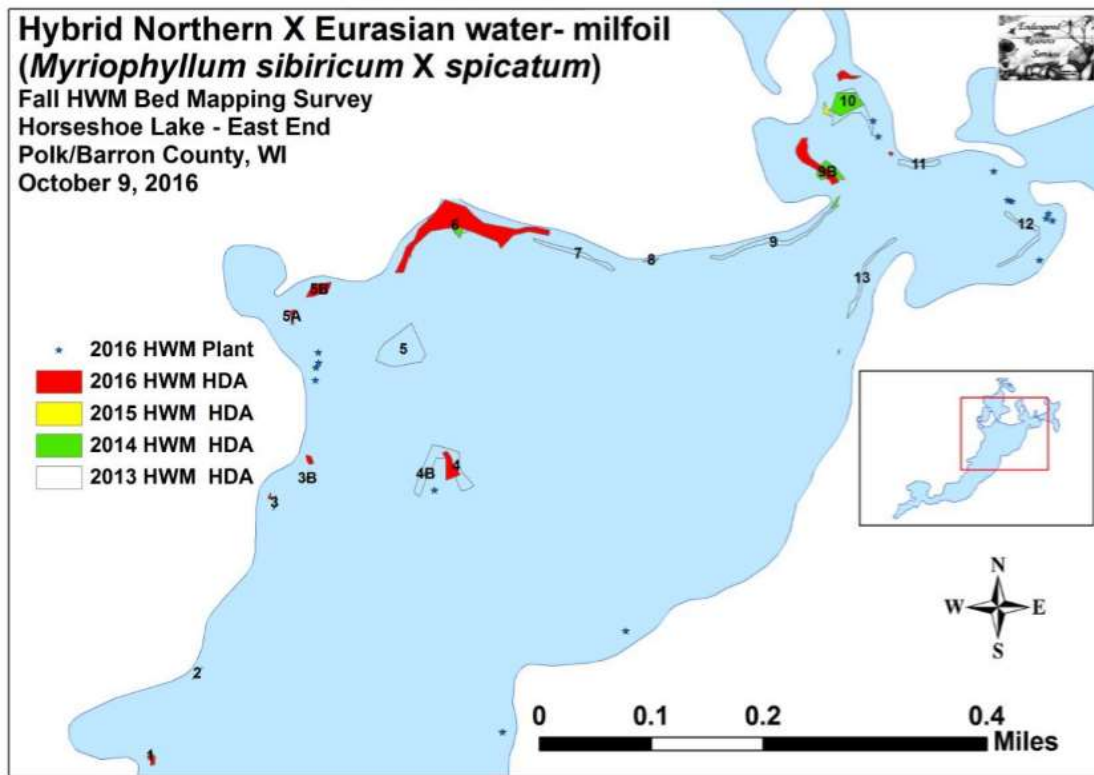 Hybrid Northern X Eurasian water- milfoil
(Myriophyllum sibiricum X spicatum)
Fall HWM Bed Mapping Survey
Horseshoe Lake - East End
Polk/Barron County, WI
October 9, 2016
Endangered
Resource
Services
10
11
9B
12
6
9
7
8
13
5B
5A
5
2016 HWM Plant
2016 HWM HDA
2015 HWM HDA
2014 HWM HDA
2013 HWM HDA
4B
4
3B
3
N
W
E
S
2
1
0
0.1
0.2
0.4
Miles